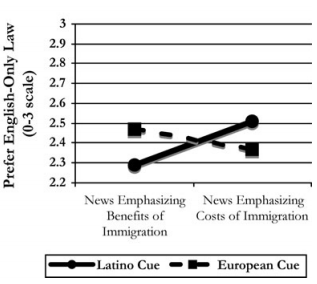 Prefer English-Only Law
(0-3 scale)
3
2.9
2.8
2.7
2.6
2.5
2.4
2.3
2.2
News Emphasizing
Benefits of
Immigration
News Emphasizing
Costs of Immigration
Latino Cue
European Cue